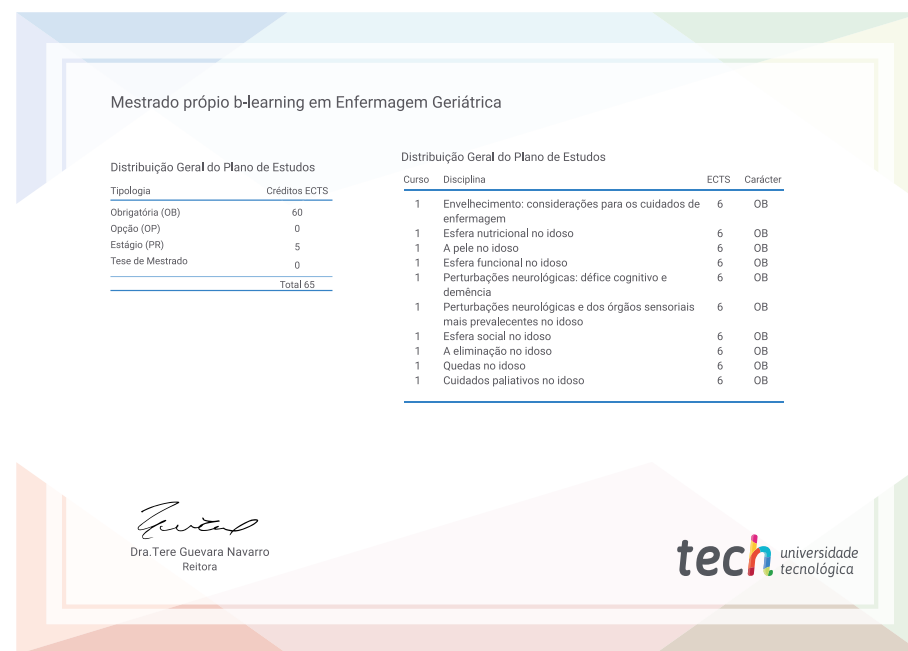 Mestrado própio b-learning em Enfermagem Geriátrica
Distribuição Geral do Plano de Estudos
Tipologia Créditos ECTS
Obrigatória (OB) 60
Opção (OP) 0
Estágio (PR) 5
Tese de Mestrado 0
Total 65
Distribuição Geral do Plano de Estudos
Curso Disciplina ECTS Carácter
1 Envelhecimento: considerações para os cuidados de 6 OB
enfermagem
1 Esfera nutricional no idoso 6 OB
1 A pele no idoso 6 OB
1 Esfera funcional no idoso 6 OB
1 Perturbações neurológicas: défice cognitivo e 6 OB
demência
1 Perturbações neurológicas e dos órgãos sensoriais 6 OB
mais prevalecentes no idoso
1 Esfera social no idoso 6 OB
1 A eliminação no idoso 6 OB
1 Quedas no idoso 6 OB
1 Cuidados paliativos no idoso 6 OB
Dra.Tere Guevara Navarro
Reitora
tech universidade
tecnológica